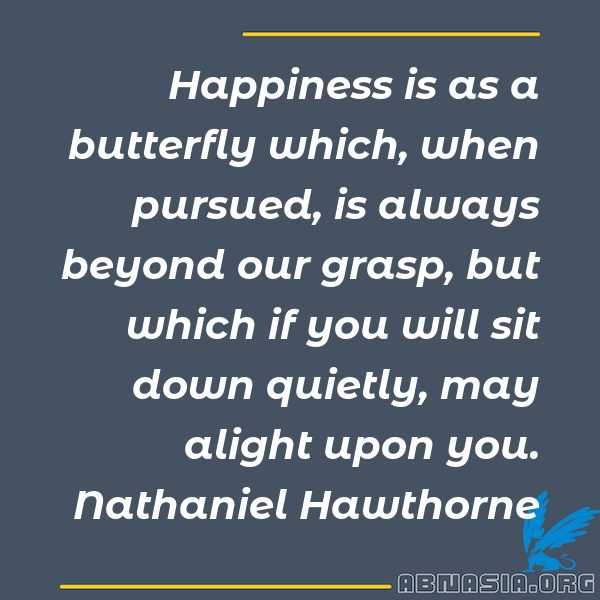 Happiness is as a
butterfly which, when
pursued, is always
beyond our grasp, but
which if you will sit
down quietly, may
alight upon you.
Nathaniel Hawthorne
ABNASIA.ORG